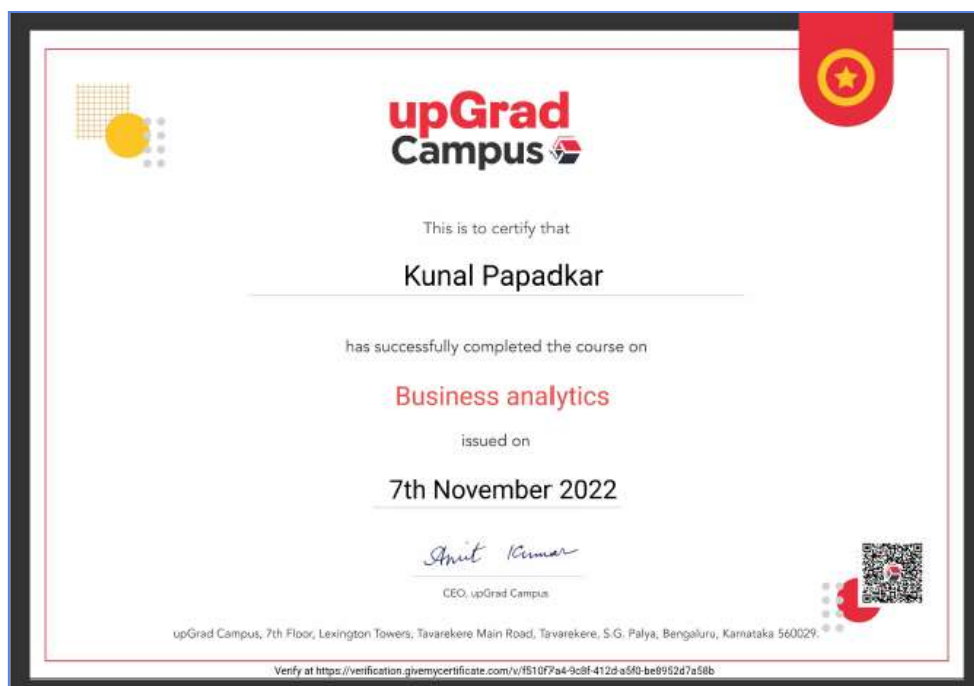 upGrad
Campus
This is to certify that
Kunal Papadkar
has successfully completed the course on
Business analytics
issued on
7th November 2022
Amit Kumar
CEO, upGrad Campus
upGrad Campus, 7th Floor, Lexington Towers, Tavarekere Main Road, Tavarekere, S.G. Palya, Bengaluru, Karnataka 560029.
Verify at https://verification.givemycertificate.com/v/f510f7a4-9c8f-412d-a5f0-be8952d7a58b